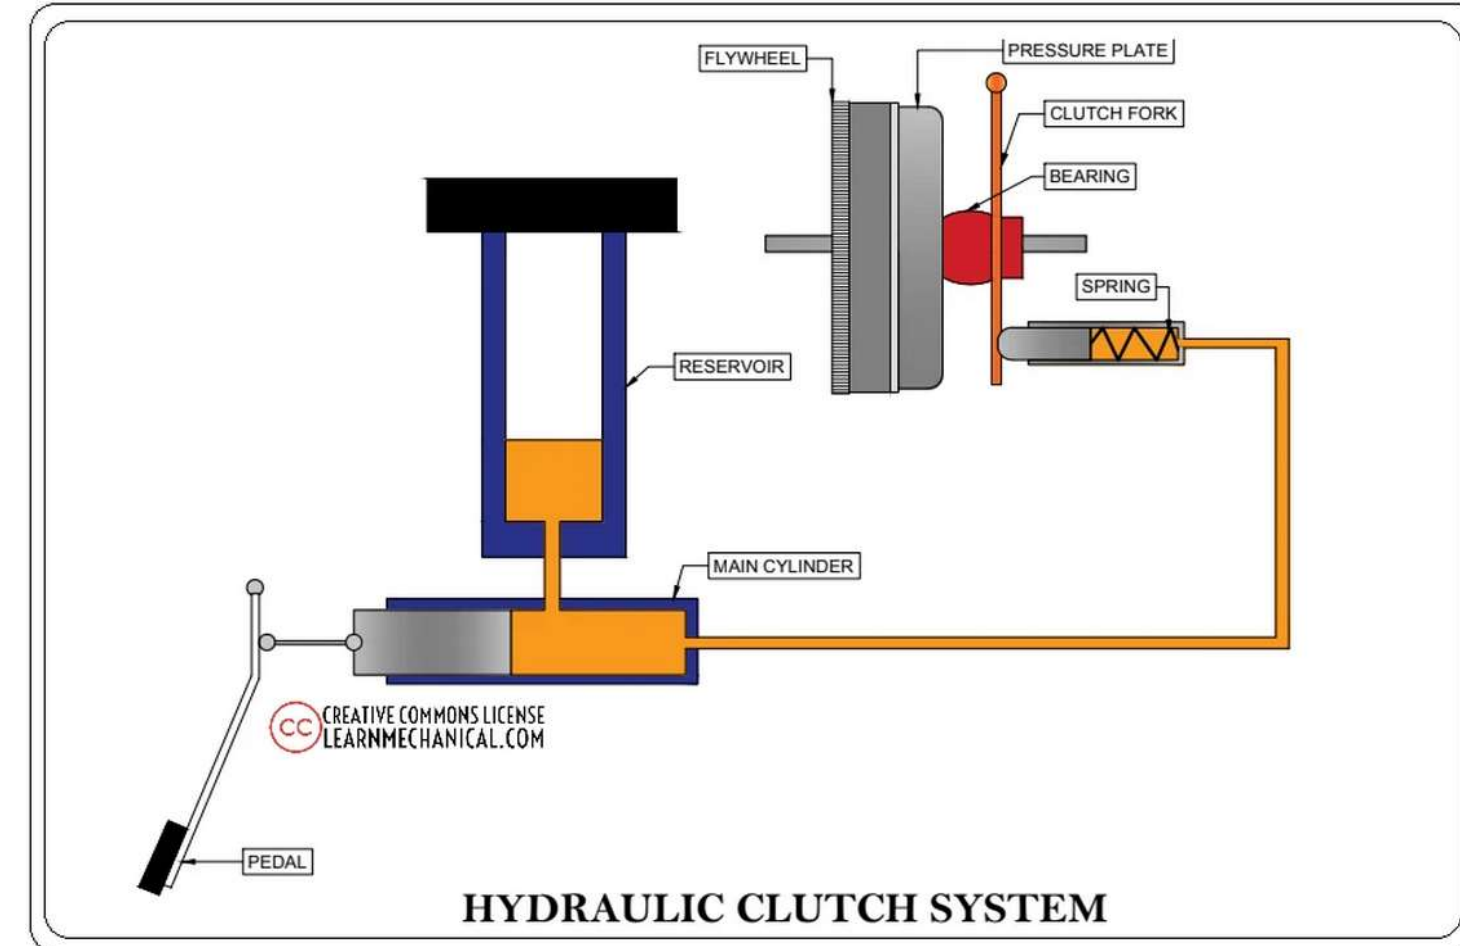 FLYWHEEL
PRESSURE PLATE
CLUTCH FORK
BEARING
SPRING
RESERVOIR
MAIN CYLINDER
CC CREATIVE COMMONS LICENSE
LEARNMECHANICAL.COM
PEDAL
HYDRAULIC CLUTCH SYSTEM